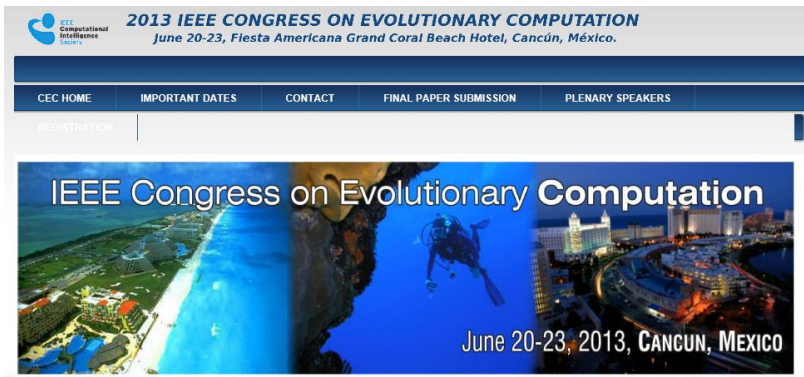 IEEE
Computational
Intelligence
Society
2013 IEEE CONGRESS ON EVOLUTIONARY COMPUTATION
June 20-23, Fiesta Americana Grand Coral Beach Hotel, Cancún, México.
CEC HOME IMPORTANT DATES CONTACT FINAL PAPER SUBMISSION PLENARY SPEAKERS
REGISTRATION
IEEE Congress on Evolutionary Computation
June 20-23, 2013, CANCUN, MEXICO